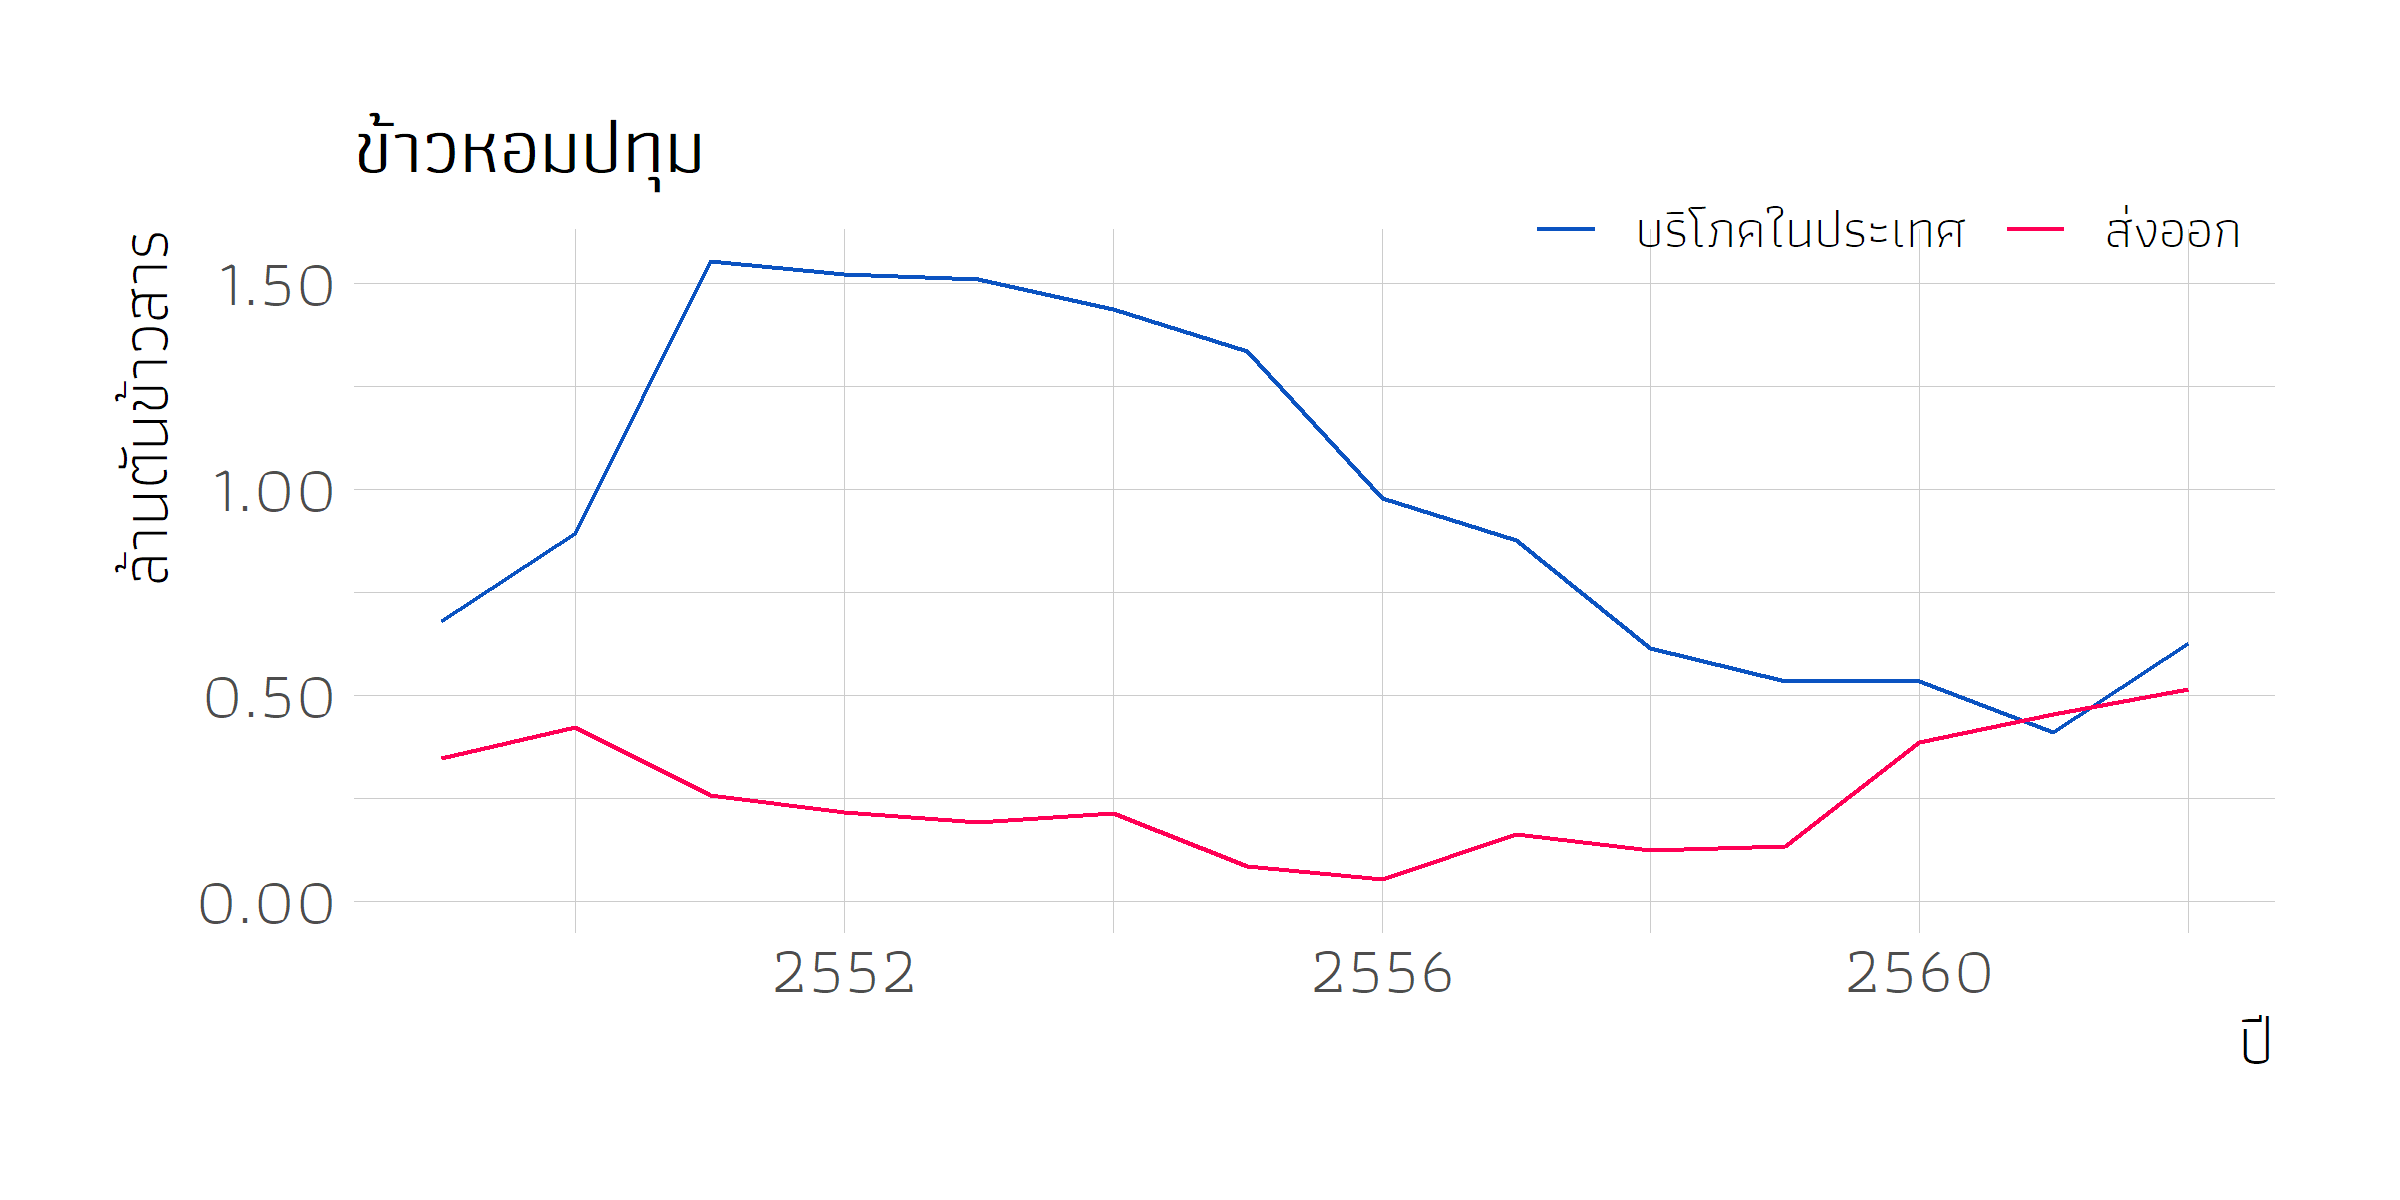 ข้าวหอมปทุม
บริโภคในประเทศ ส่งออก
ล้านตันข้าวสาร
1.50
1.00
0.50
0.00
2552 2556 2560
ปี